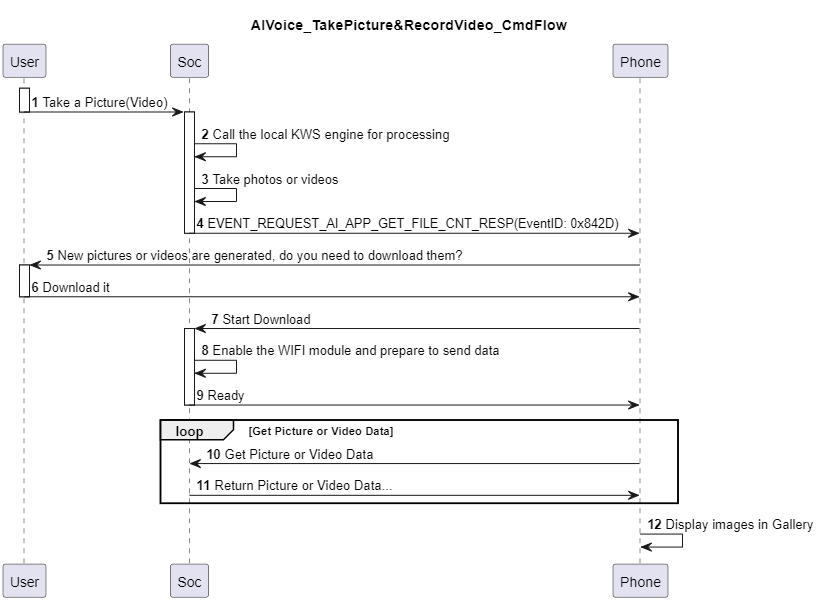 AIVoice_TakePicture&RecordVideo_CmdFlow
User
Soc
Phone
1 Take a Picture(Video)
2 Call the local KWS engine for processing
3 Take photos or videos
4 EVENT_REQUEST_AI_APP_GET_FILE_CNT_RESP(EventID: 0x842D)
5 New pictures or videos are generated, do you need to download them?
6 Download it
7 Start Download
8 Enable the WIFI module and prepare to send data
9 Ready
loop
[Get Picture or Video Data]
10 Get Picture or Video Data
11 Return Picture or Video Data...
12 Display images in Gallery
User
Soc
Phone